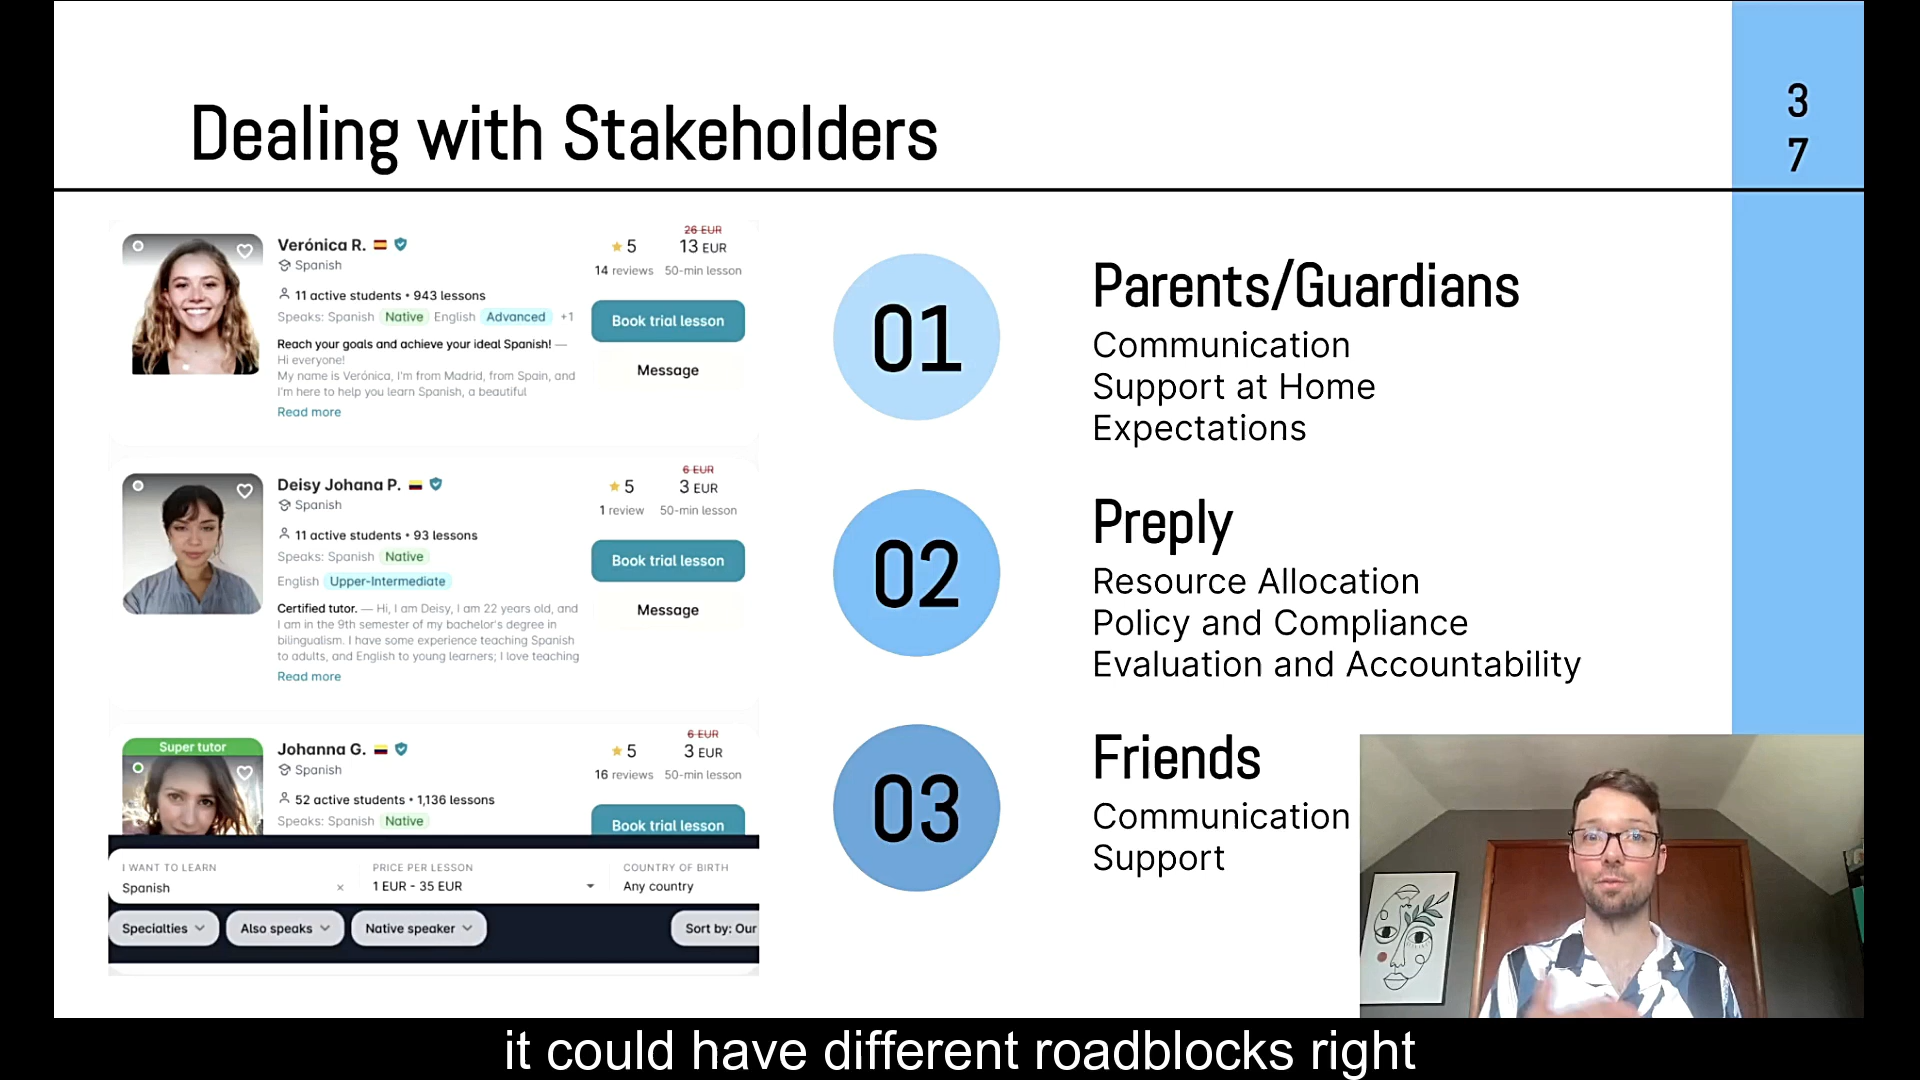 Dealing with Stakeholders
3
7
Verónica R.
Spanish
11 active students • 943 lessons
Speaks: Spanish Native English Advanced +1
Reach your goals and achieve your ideal Spanish! —
Hi everyone!
My name is Verónica, I'm from Madrid, from Spain, and
I'm here to help you learn Spanish, a beautiful
Read more
5
14 reviews
26 EUR
13 EUR
50-min lesson
Book trial lesson
Message
Deisy Johana P.
Spanish
11 active students • 93 lessons
Speaks: Spanish Native
English Upper-Intermediate
Certified tutor. — Hi, I am Deisy, I am 22 years old, and
I am in the 9th semester of my bachelor's degree in
bilingualism. I have some experience teaching Spanish
to adults, and English to young learners; I love teaching
Read more
5
1 review
6 EUR
3 EUR
50-min lesson
Book trial lesson
Message
Super tutor
Johanna G.
Spanish
52 active students • 1,136 lessons
Speaks: Spanish Native
5
16 reviews
6 EUR
3 EUR
50-min lesson
Book trial lesson
I WANT TO LEARN
Spanish
PRICE PER LESSON
1 EUR - 35 EUR
COUNTRY OF BIRTH
Any country
Specialties
Also speaks
Native speaker
Sort by: Our
01
Parents/Guardians
Communication
Support at Home
Expectations
02
Preply
Resource Allocation
Policy and Compliance
Evaluation and Accountability
03
Friends
Communication
Support
it could have different roadblocks right